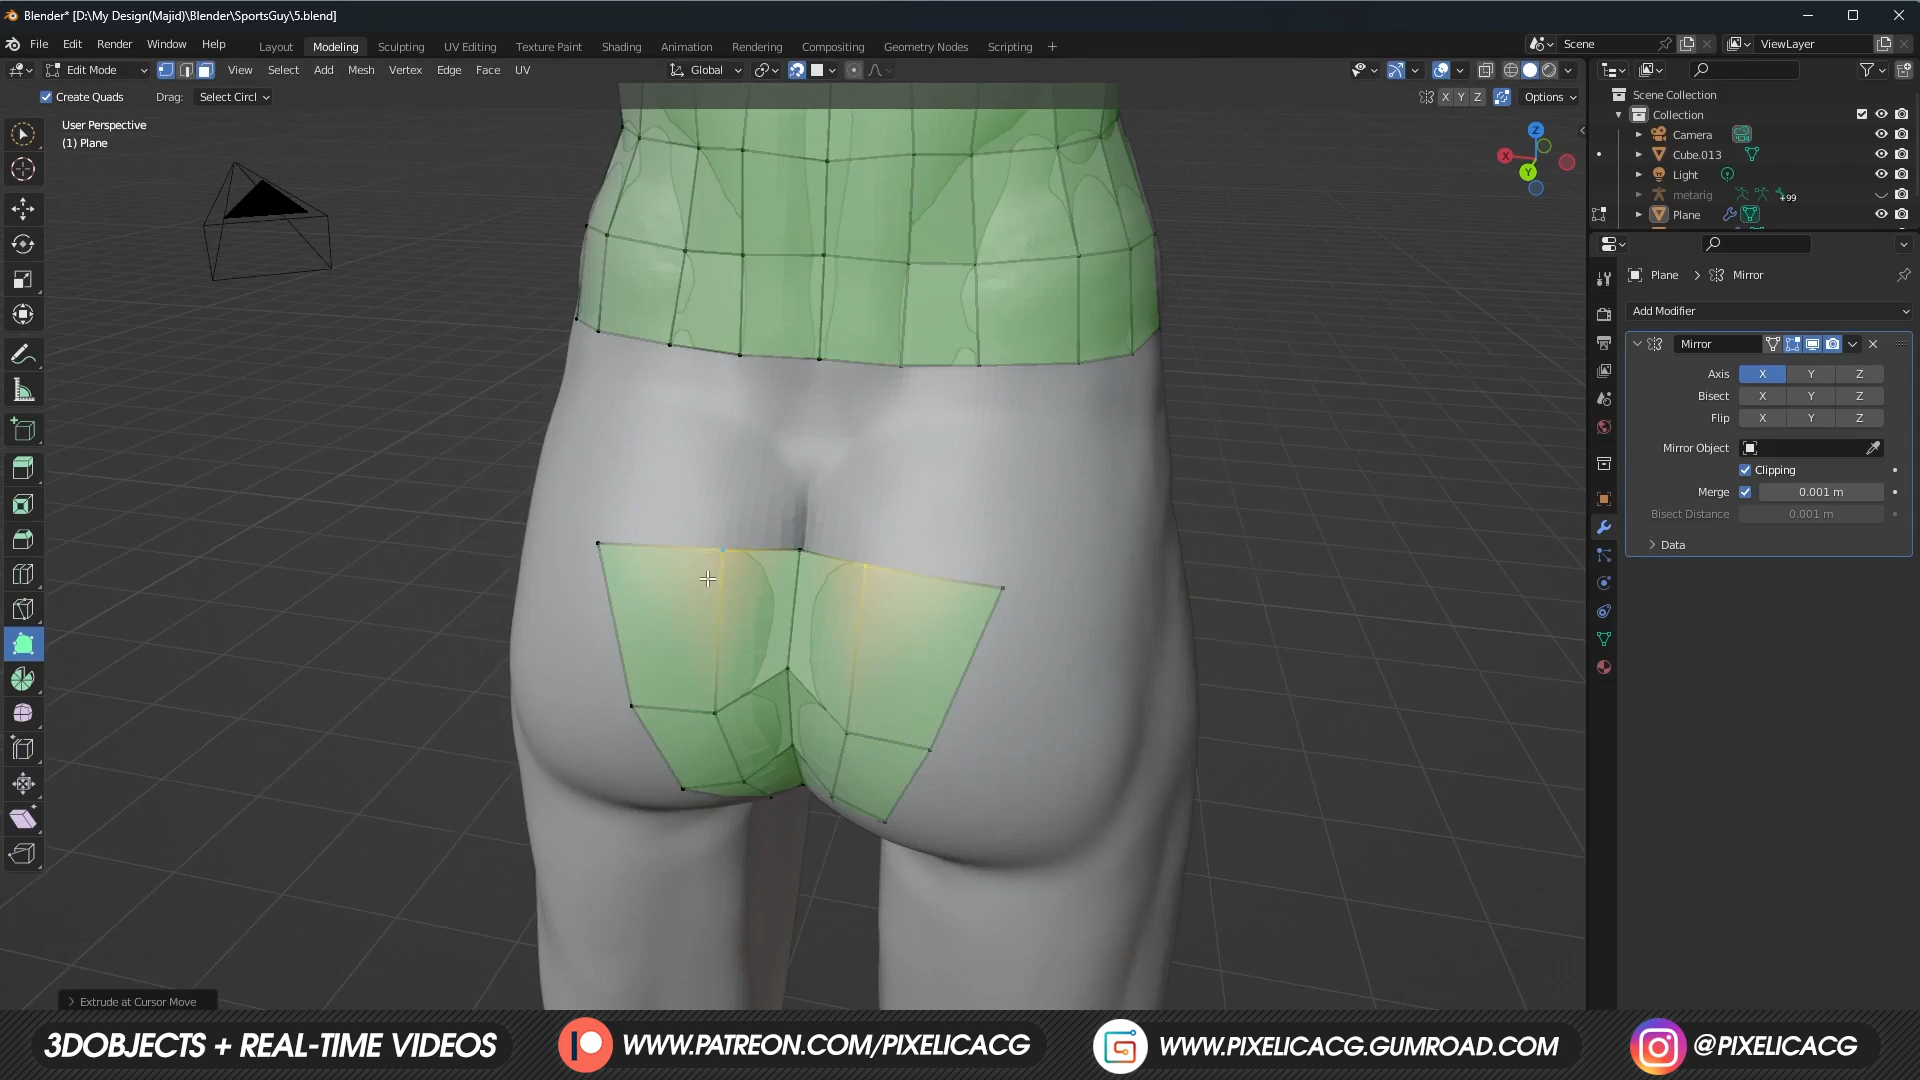 Blender* [D:\My Design(Majid)\Blender\SportsGuy\5.blend]
File Edit Render Window Help Layout Modeling Sculpting UV Editing Texture Paint Shading Animation Rendering Compositing Geometry Nodes Scripting + Scene ViewLayer
Edit Mode View Select Add Mesh Vertex Edge Face UV Global
Create Quads Drag: Select Circl X Y Z Options
User Perspective
(1) Plane
Z
X
Y
Scene Collection
Collection
Camera
Cube.013
Light
metarig +99
Plane
Plane > Mirror
Add Modifier
Mirror
Axis X Y Z
Bisect X Y Z
Flip X Y Z
Mirror Object
Clipping
Merge 0.001 m
Bisect Distance 0.001 m
Data
Extrude at Cursor Move
3DOBJECTS + REAL-TIME VIDEOS WWW.PATREON.COM/PIXELICACG WWW.PIXELICACG.GUMROAD.COM @PIXELICACG